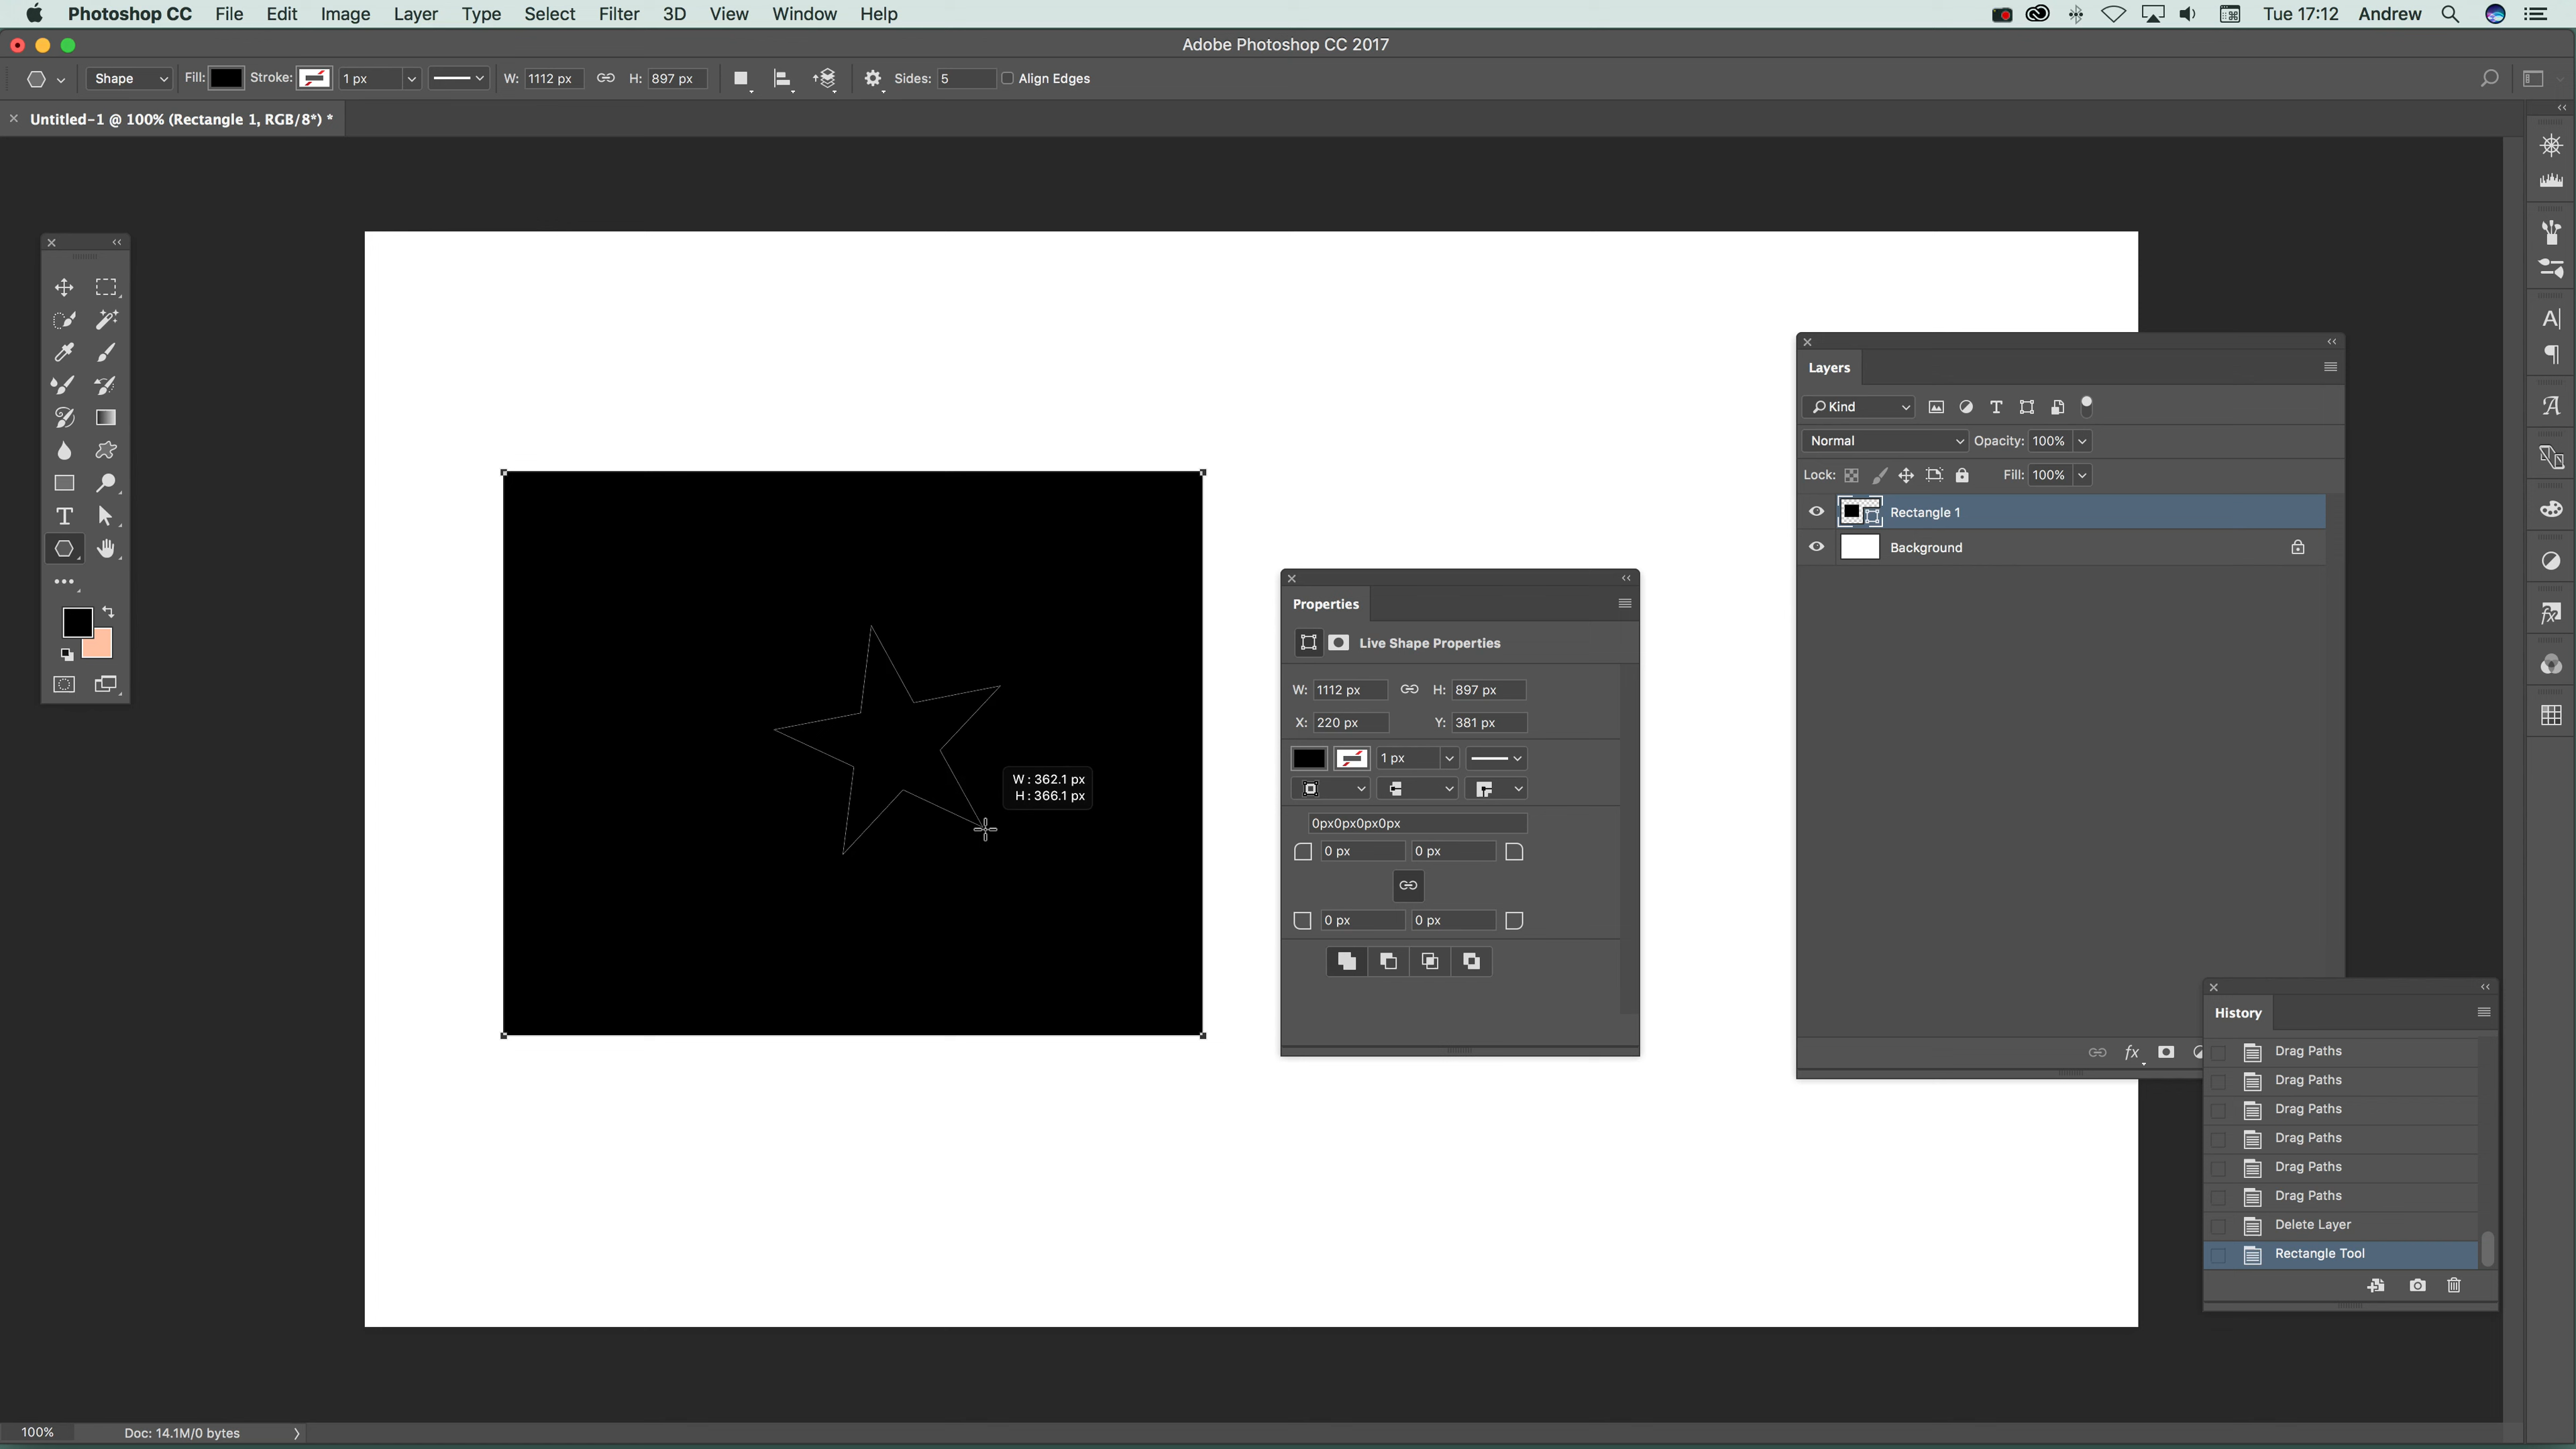 Photoshop CC File Edit Image Layer Type Select Filter 3D View Window Help Tue 17:12 Andrew
Adobe Photoshop CC 2017
Shape Fill: Stroke: 1 px W: 1112 px H: 897 px Sides: 5 Align Edges
Untitled-1 @ 100% (Rectangle 1, RGB/8*) *
Layers
Kind
Normal Opacity: 100%
Lock: Fill: 100%
Rectangle 1
Background
Properties
Live Shape Properties
W: 1112 px H: 897 px
X: 220 px Y: 381 px
1 px
0px0px0px0px
0 px 0 px
0 px 0 px
W : 362.1 px
H : 366.1 px
History
Drag Paths
Drag Paths
Drag Paths
Drag Paths
Drag Paths
Drag Paths
Delete Layer
Rectangle Tool
100% Doc: 14.1M/0 bytes